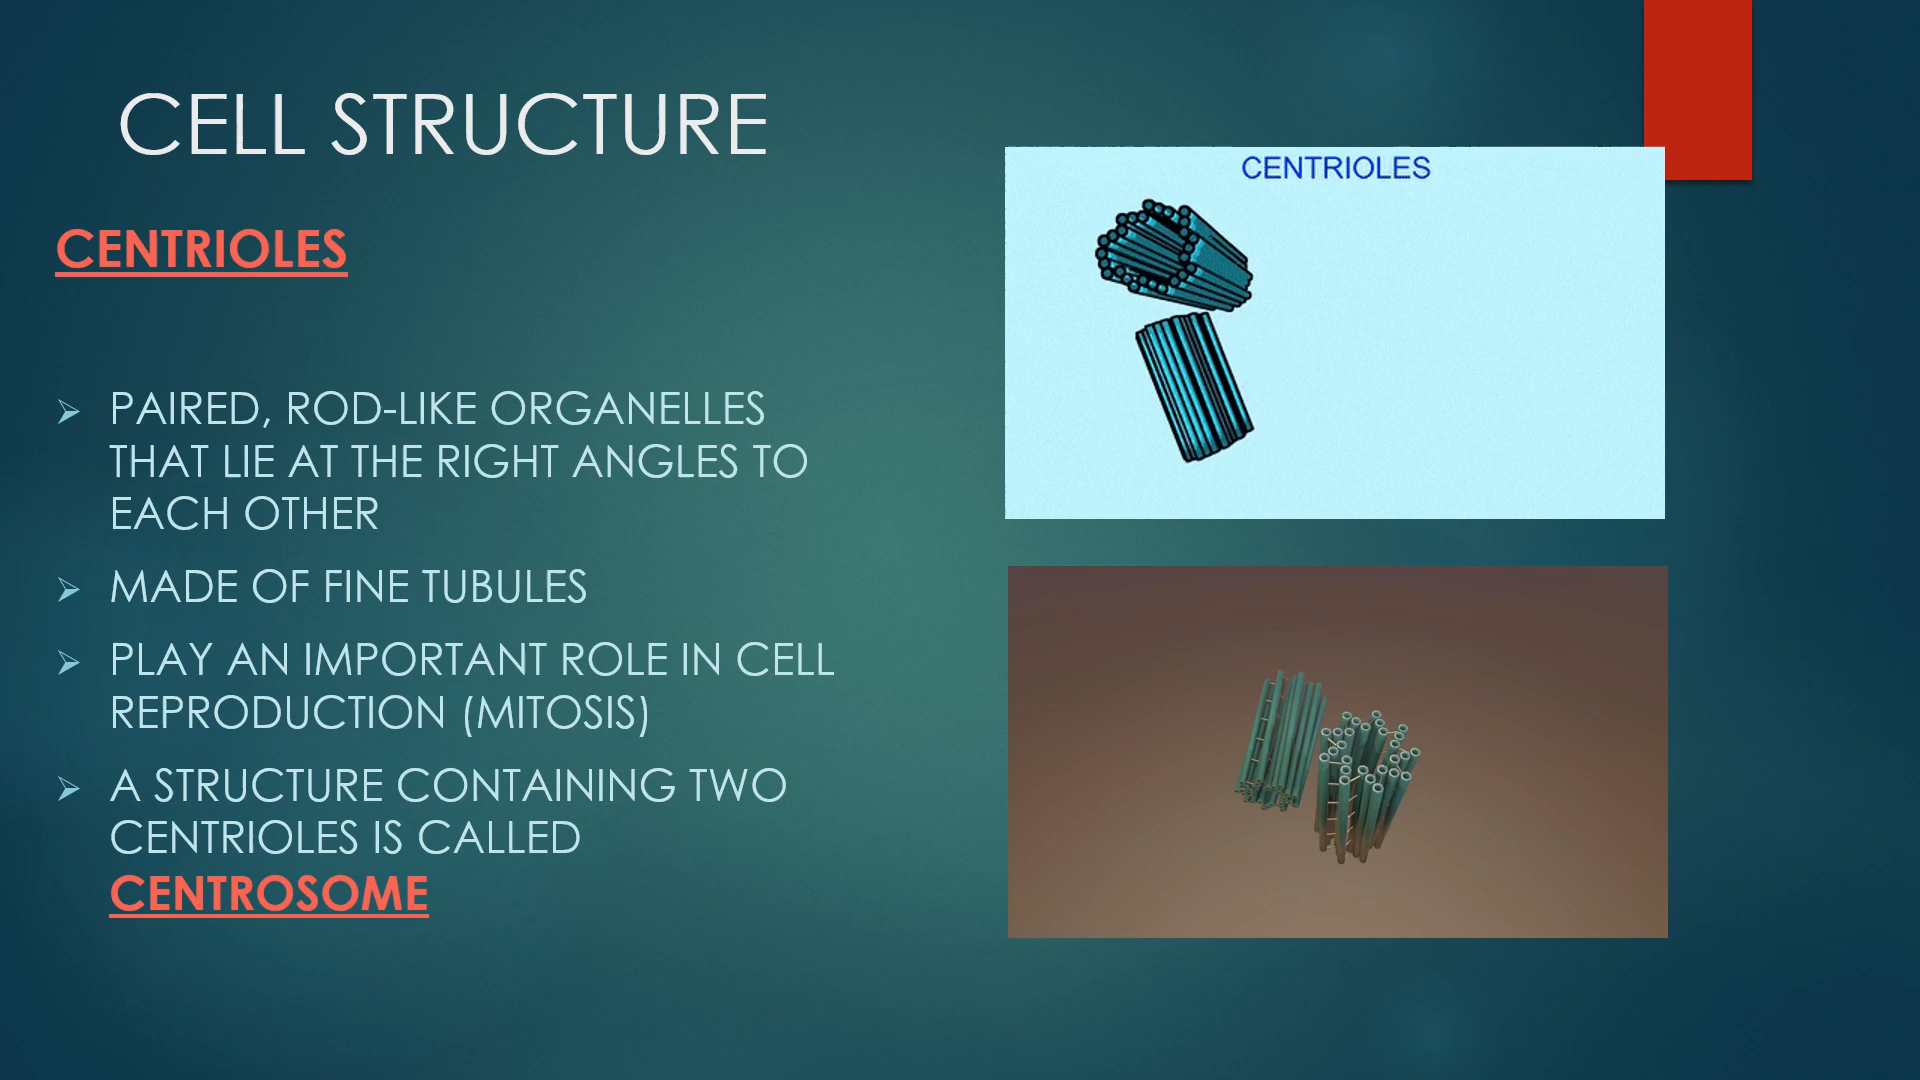 CELL STRUCTURE
CENTRIOLES
PAIRED, ROD-LIKE ORGANELLES
THAT LIE AT THE RIGHT ANGLES TO
EACH OTHER
MADE OF FINE TUBULES
PLAY AN IMPORTANT ROLE IN CELL
REPRODUCTION (MITOSIS)
A STRUCTURE CONTAINING TWO
CENTRIOLES IS CALLED
CENTROSOME
CENTRIOLES